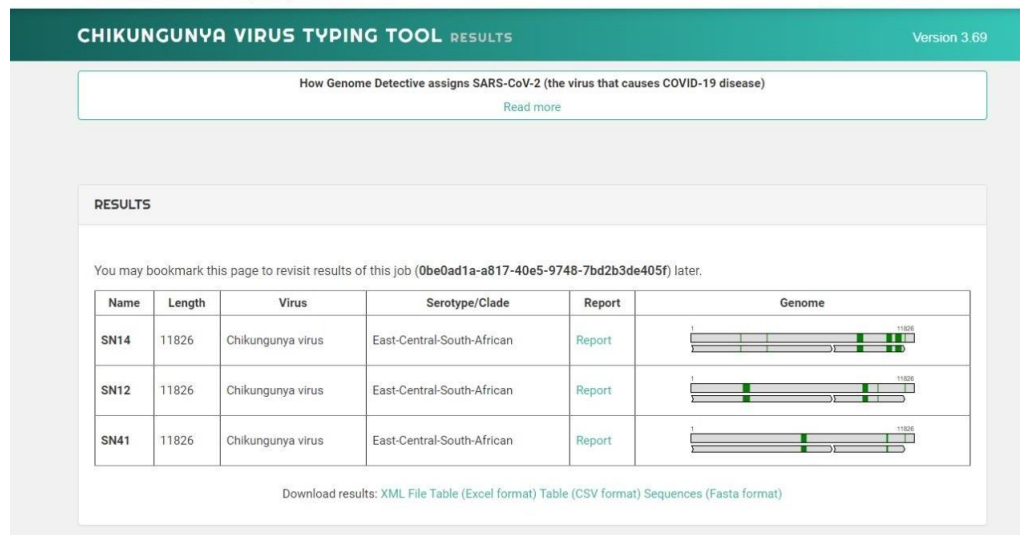 CHIKUNGUNYA VIRUS TYPING TOOL RESULTS Version 3.69
How Genome Detective assigns SARS-CoV-2 (the virus that causes COVID-19 disease)
Read more
RESULTS
You may bookmark this page to revisit results of this job (0be0ad1a-a817-40e5-9748-7bd2b3de405f) later.
Name Length Virus Serotype/Clade Report Genome
1 11826
SN14 11826 Chikungunya virus East-Central-South-African Report
1 11826
SN12 11826 Chikungunya virus East-Central-South-African Report
1 11826
SN41 11826 Chikungunya virus East-Central-South-African Report
Download results: XML File Table (Excel format) Table (CSV format) Sequences (Fasta format)